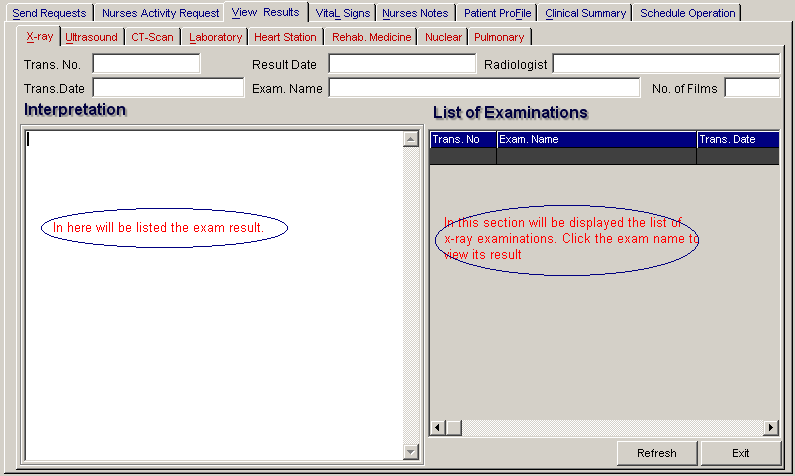 Send Requests Nurses Activity Request View Results VitaL Signs Nurses Notes Patient ProFile Clinical Summary Schedule Operation
X-ray Ultrasound CT-Scan Laboratory Heart Station Rehab. Medicine Nuclear Pulmonary
Trans. No. Result Date Radiologist
Trans.Date Exam. Name No. of Films
Interpretation List of Examinations
Trans. No Exam. Name Trans. Date
In here will be listed the exam result.
In this section will be displayed the list of
x-ray examinations. Click the exam name to
view its result
Refresh Exit